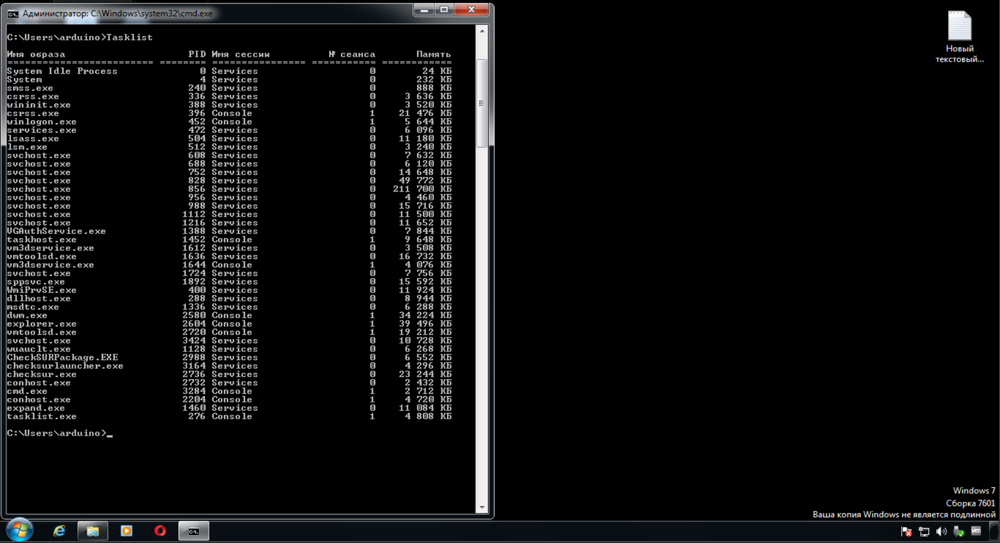 Администратор: C:\Windows\system32\cmd.exe
C:\Users\arduino>Tasklist
Имя образа PID Имя сессии № сеанса Память
========================= ======== ================ =========== ============
System Idle Process 0 Services 0 24 КБ
System 4 Services 0 232 КБ
smss.exe 240 Services 0 888 КБ
csrss.exe 336 Services 0 3 636 КБ
wininit.exe 388 Services 0 3 520 КБ
csrss.exe 396 Console 1 21 476 КБ
winlogon.exe 452 Console 1 5 644 КБ
services.exe 472 Services 0 6 096 КБ
lsass.exe 504 Services 0 11 180 КБ
lsm.exe 512 Services 0 3 240 КБ
svchost.exe 608 Services 0 7 632 КБ
svchost.exe 688 Services 0 6 120 КБ
svchost.exe 752 Services 0 14 648 КБ
svchost.exe 828 Services 0 49 772 КБ
svchost.exe 856 Services 0 211 700 КБ
svchost.exe 956 Services 0 4 460 КБ
svchost.exe 988 Services 0 15 716 КБ
svchost.exe 1112 Services 0 11 500 КБ
svchost.exe 1216 Services 0 11 652 КБ
VGAuthService.exe 1388 Services 0 7 844 КБ
taskhost.exe 1452 Console 1 9 648 КБ
vm3dservice.exe 1612 Services 0 3 508 КБ
vmtoolsd.exe 1636 Services 0 16 732 КБ
vm3dservice.exe 1644 Console 1 4 076 КБ
svchost.exe 1724 Services 0 7 756 КБ
sppsvc.exe 1892 Services 0 15 592 КБ
WmiPrvSE.exe 400 Services 0 11 924 КБ
dllhost.exe 288 Services 0 8 944 КБ
msdtc.exe 1336 Services 0 6 288 КБ
dwm.exe 2580 Console 1 34 224 КБ
explorer.exe 2604 Console 1 39 496 КБ
vmtoolsd.exe 2720 Console 1 19 212 КБ
svchost.exe 3424 Services 0 10 728 КБ
wuauclt.exe 1128 Services 0 6 268 КБ
CheckSURPackage.EXE 2988 Services 0 6 552 КБ
checksurlauncher.exe 3164 Services 0 4 296 КБ
checksur.exe 2736 Services 0 23 244 КБ
conhost.exe 2732 Services 0 2 432 КБ
cmd.exe 3284 Console 1 2 712 КБ
conhost.exe 2204 Console 1 4 720 КБ
expand.exe 1460 Services 0 11 084 КБ
tasklist.exe 276 Console 1 4 808 КБ
C:\Users\arduino>_
Новый
текстовый...
Windows 7
Сборка 7601
Ваша копия Windows не является подлинной